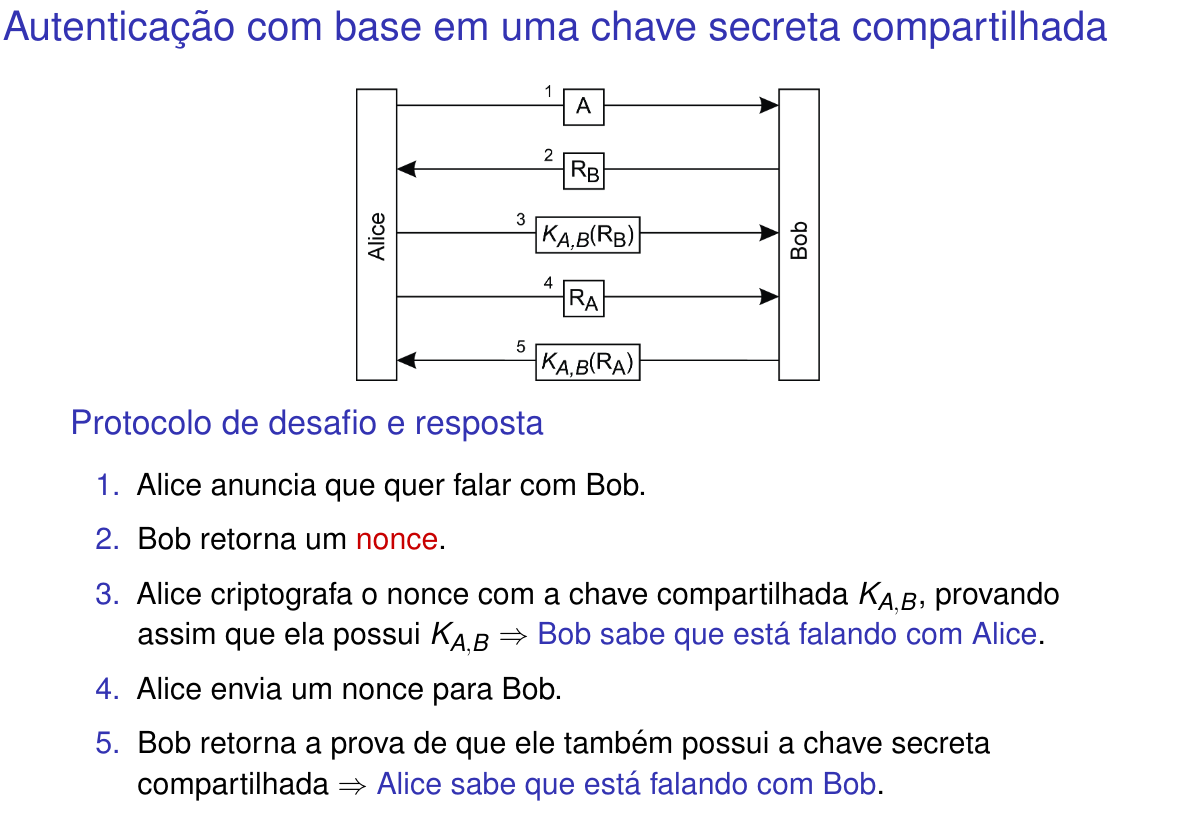 Autenticação com base em uma chave secreta compartilhada
1
A
2
R_B
Alice
3
K_{A,B}(R_B)
Bob
4
R_A
5
K_{A,B}(R_A)
Protocolo de desafio e resposta
1. Alice anuncia que quer falar com Bob.
2. Bob retorna um nonce.
3. Alice criptografa o nonce com a chave compartilhada K_{A,B}, provando
assim que ela possui K_{A,B} ⇒ Bob sabe que está falando com Alice.
4. Alice envia um nonce para Bob.
5. Bob retorna a prova de que ele também possui a chave secreta
compartilhada ⇒ Alice sabe que está falando com Bob.